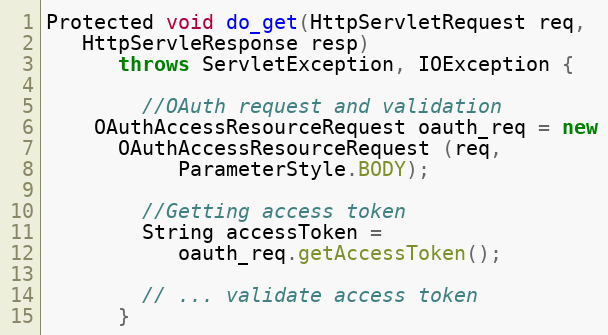 1 Protected void do_get(HttpServletRequest req,
2 HttpServleResponse resp)
3 throws ServletException, IOException {
4
5 //OAuth request and validation
6 OAuthAccessResourceRequest oauth_req = new
7 OAuthAccessResourceRequest (req,
8 ParameterStyle.BODY);
9
10 //Getting access token
11 String accessToken =
12 oauth_req.getAccessToken();
13
14 // ... validate access token
15 }